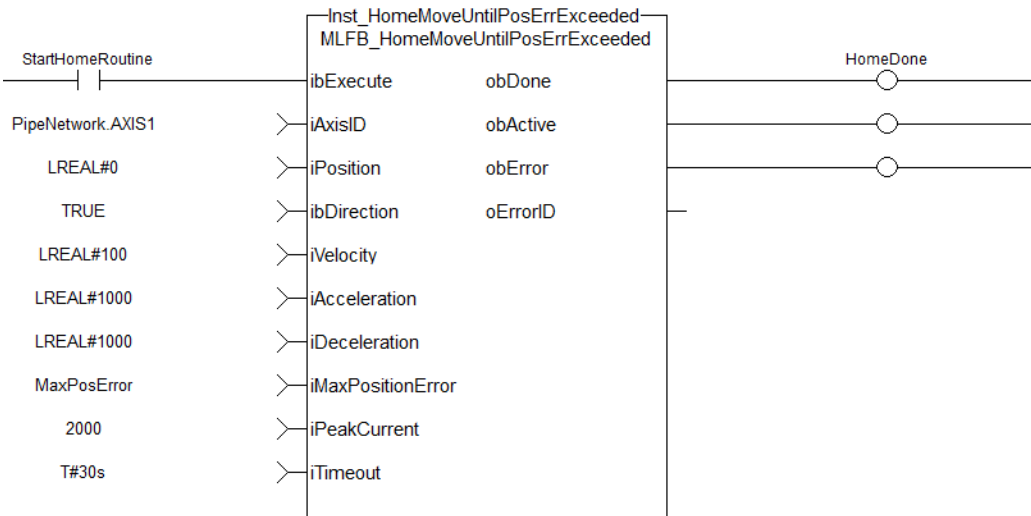 Inst_HomeMoveUntilPosErrExceeded
MLFB_HomeMoveUntilPosErrExceeded
StartHomeRoutine
HomeDone
ibExecute obDone
PipeNetwork.AXIS1 iAxisID obActive
LREAL#0 iPosition obError
TRUE ibDirection oErrorID
LREAL#100 iVelocity
LREAL#1000 iAcceleration
LREAL#1000 iDeceleration
MaxPosError iMaxPositionError
2000 iPeakCurrent
T#30s iTimeout